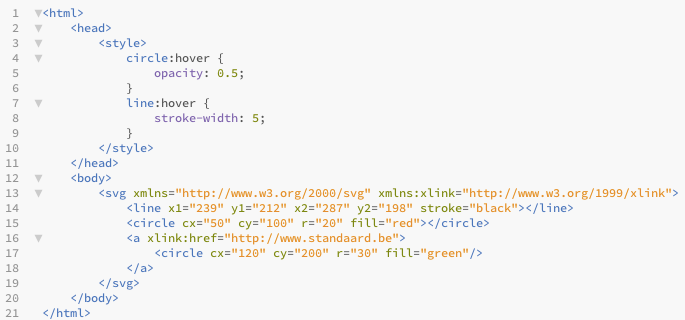 1 <html>
2 <head>
3 <style>
4 circle:hover {
5 opacity: 0.5;
6 }
7 line:hover {
8 stroke-width: 5;
9 }
10 </style>
11 </head>
12 <body>
13 <svg xmlns="http://www.w3.org/2000/svg" xmlns:xlink="http://www.w3.org/1999/xlink">
14 <line x1="239" y1="212" x2="287" y2="198" stroke="black"></line>
15 <circle cx="50" cy="100" r="20" fill="red"></circle>
16 <a xlink:href="http://www.standaard.be">
17 <circle cx="120" cy="200" r="30" fill="green"/>
18 </a>
19 </svg>
20 </body>
21 </html>